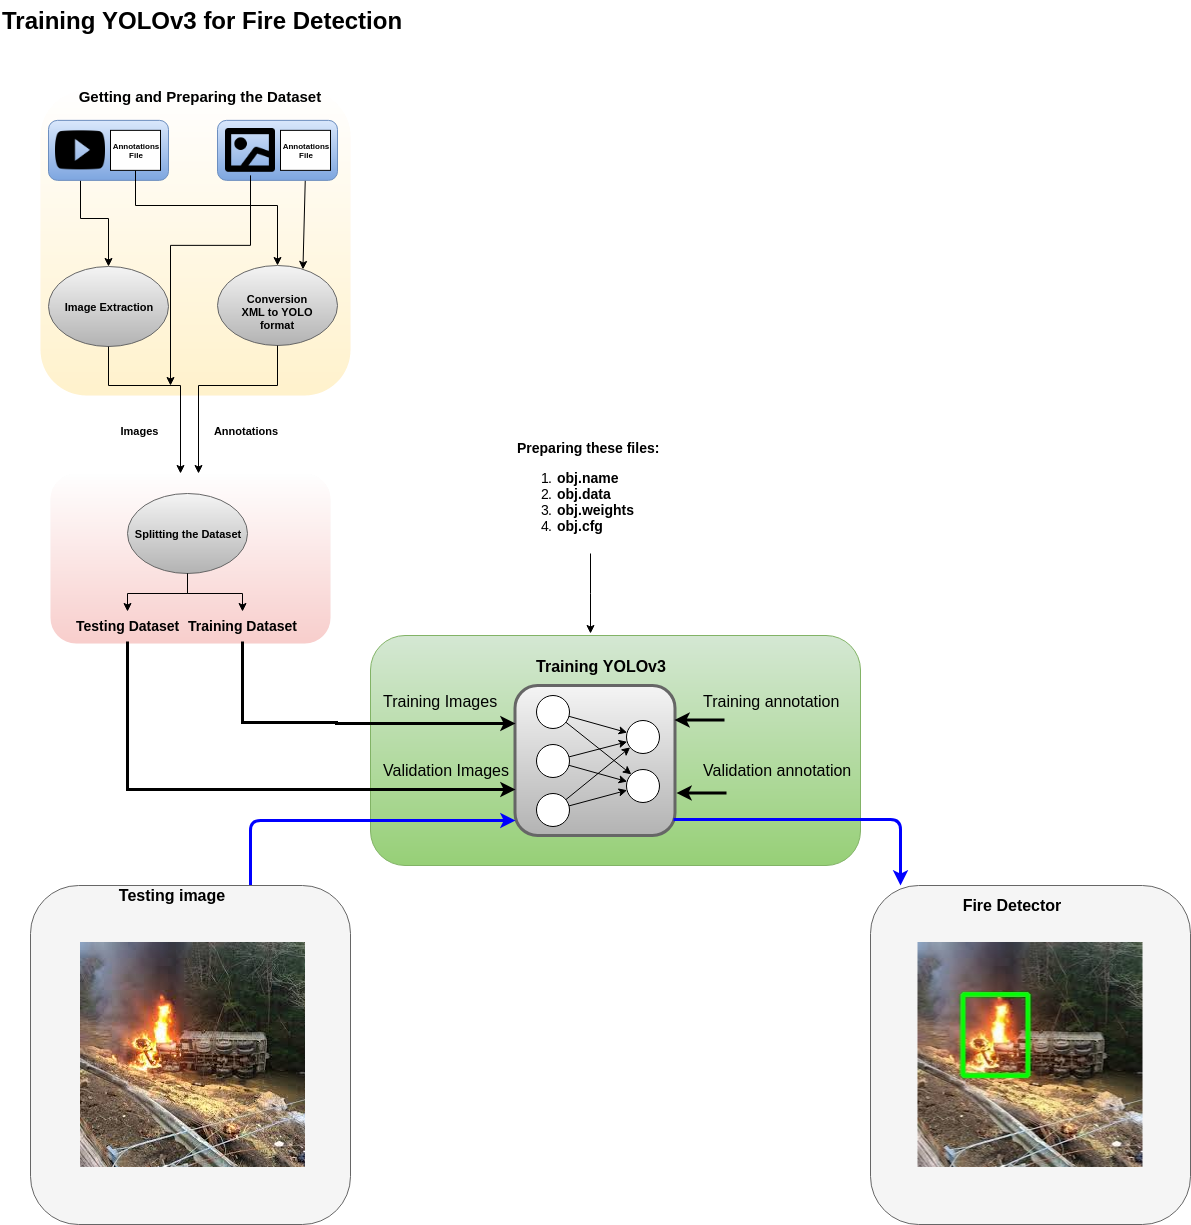 Training YOLOv3 for Fire Detection
Getting and Preparing the Dataset
Annotations
File
Annotations
File
Image Extraction
Conversion
XML to YOLO
format
Images
Annotations
Splitting the Dataset
Testing Dataset
Training Dataset
Preparing these files:
1. obj.name
2. obj.data
3. obj.weights
4. obj.cfg
Training YOLOv3
Training Images
Training annotation
Validation Images
Validation annotation
Testing image
Fire Detector